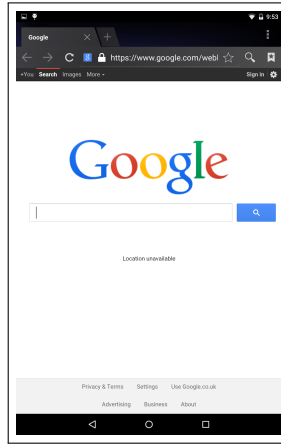 9:53
Google
https://www.google.com/webl
+You Search Images More
Sign in
Google
Location unavailable
Privacy & Terms Settings Use Google.co.uk
Advertising Business About